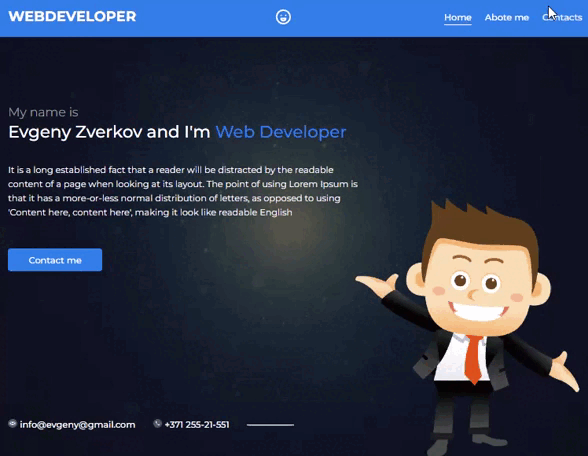 WEBDEVELOPER
Home Abote me Contacts
My name is
Evgeny Zverkov and I'm Web Developer
It is a long established fact that a reader will be distracted by the readable
content of a page when looking at its layout. The point of using Lorem Ipsum is
that it has a more-or-less normal distribution of letters, as opposed to using
'Content here, content here', making it look like readable English
Contact me
info@evgeny@gmail.com +371 255-21-551